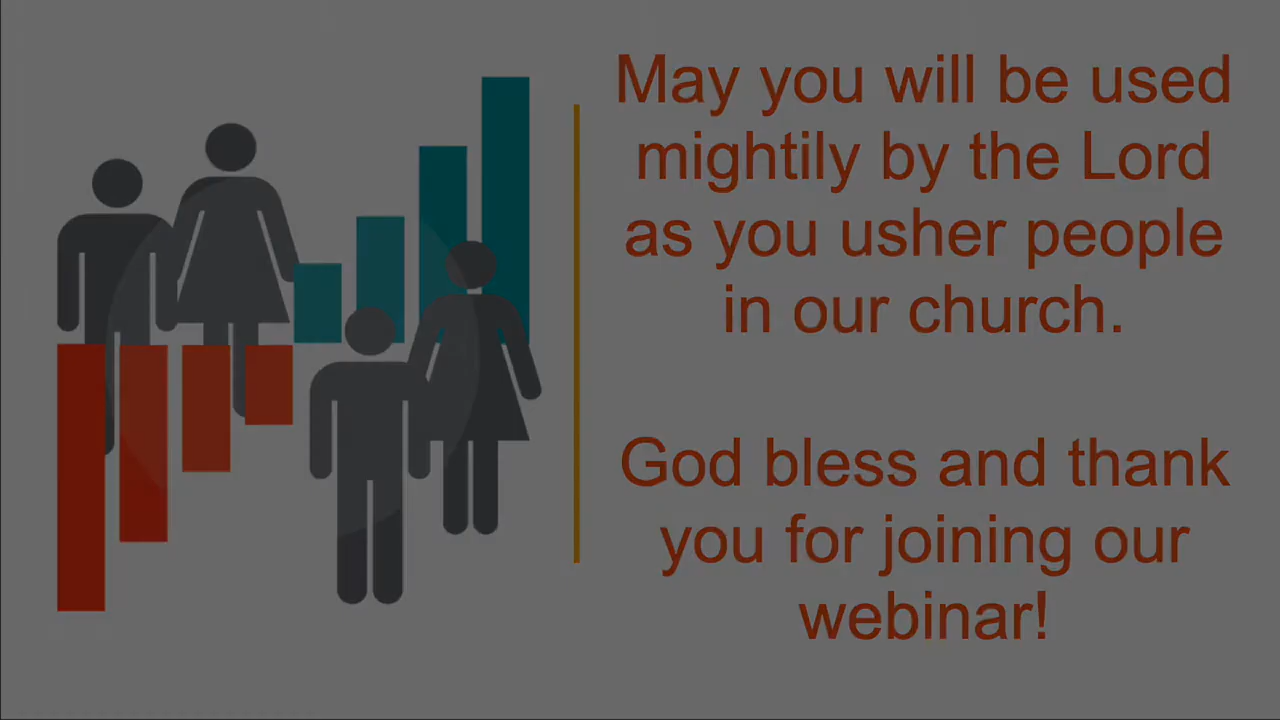 May you will be used
mightily by the Lord
as you usher people
in our church.
God bless and thank
you for joining our
webinar!